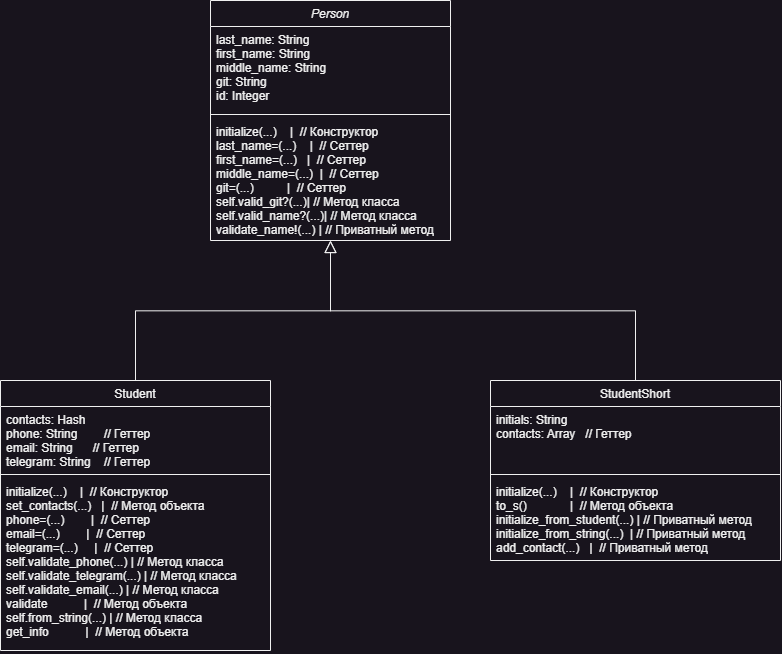 Person
last_name: String
first_name: String
middle_name: String
git: String
id: Integer
initialize(...) | // Конструктор
last_name=(...) | // Сеттер
first_name=(...) | // Сеттер
middle_name=(...) | // Сеттер
git=(...) | // Сеттер
self.valid_git?(...)| // Метод класса
self.valid_name?(...)| // Метод класса
validate_name!(...) | // Приватный метод
Student
contacts: Hash
phone: String // Геттер
email: String // Геттер
telegram: String // Геттер
initialize(...) | // Конструктор
set_contacts(...) | // Метод объекта
phone=(...) | // Сеттер
email=(...) | // Сеттер
telegram=(...) | // Сеттер
self.validate_phone(...) | // Метод класса
self.validate_telegram(...) | // Метод класса
self.validate_email(...) | // Метод класса
validate | // Метод объекта
self.from_string(...) | // Метод класса
get_info | // Метод объекта
StudentShort
initials: String
contacts: Array // Геттер
initialize(...) | // Конструктор
to_s() | // Метод объекта
initialize_from_student(...) | // Приватный метод
initialize_from_string(...) | // Приватный метод
add_contact(...) | // Приватный метод